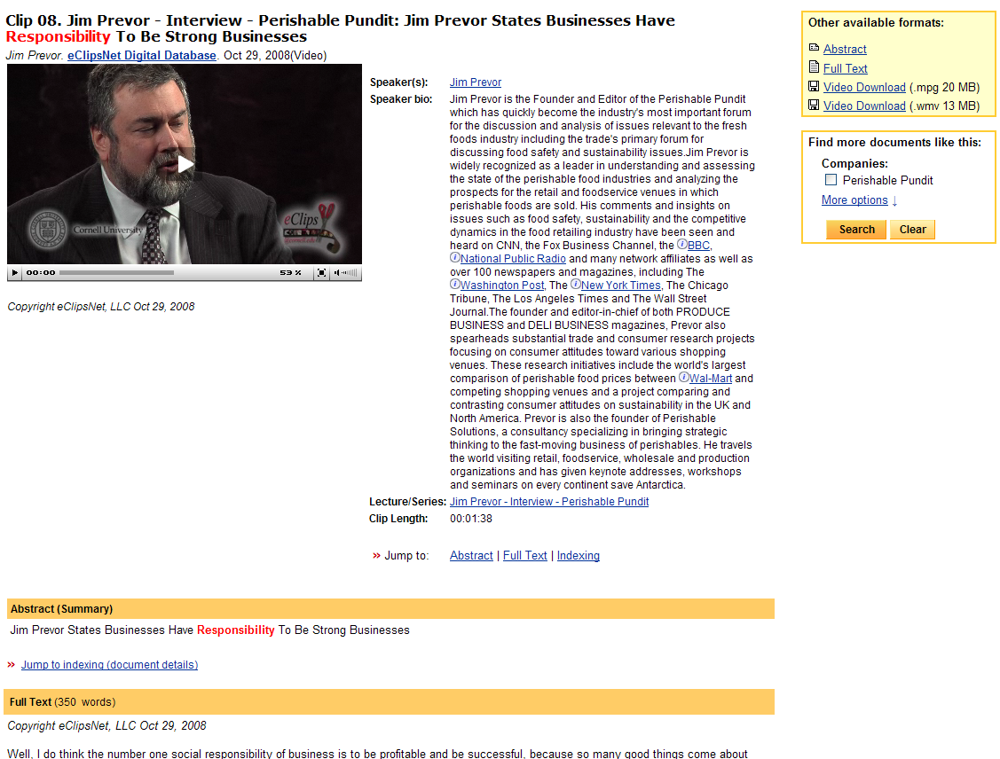 Clip 08. Jim Prevor - Interview - Perishable Pundit: Jim Prevor States Businesses Have
Responsibility To Be Strong Businesses
Jim Prevor. eClipsNet Digital Database. Oct 29, 2008(Video)
Cornell University
eClips
00:00
53 %
Copyright eClipsNet, LLC Oct 29, 2008
Speaker(s): Jim Prevor
Speaker bio: Jim Prevor is the Founder and Editor of the Perishable Pundit
which has quickly become the industry's most important forum
for the discussion and analysis of issues relevant to the fresh
foods industry including the trade's primary forum for
discussing food safety and sustainability issues.Jim Prevor is
widely recognized as a leader in understanding and assessing
the state of the perishable food industries and analyzing the
prospects for the retail and foodservice venues in which
perishable foods are sold. His comments and insights on
issues such as food safety, sustainability and the competitive
dynamics in the food retailing industry have been seen and
heard on CNN, the Fox Business Channel, the BBC,
National Public Radio and many network affiliates as well as
over 100 newspapers and magazines, including The
Washington Post, The New York Times, The Chicago
Tribune, The Los Angeles Times and The Wall Street
Journal.The founder and editor-in-chief of both PRODUCE
BUSINESS and DELI BUSINESS magazines, Prevor also
spearheads substantial trade and consumer research projects
focusing on consumer attitudes toward various shopping
venues. These research initiatives include the world's largest
comparison of perishable food prices between Wal-Mart and
competing shopping venues and a project comparing and
contrasting consumer attitudes on sustainability in the UK and
North America. Prevor is also the founder of Perishable
Solutions, a consultancy specializing in bringing strategic
thinking to the fast-moving business of perishables. He travels
the world visiting retail, foodservice, wholesale and production
organizations and has given keynote addresses, workshops
and seminars on every continent save Antarctica.
Lecture/Series: Jim Prevor - Interview - Perishable Pundit
Clip Length: 00:01:38
» Jump to: Abstract | Full Text | Indexing
Other available formats:
Abstract
Full Text
Video Download (.mpg 20 MB)
Video Download (.wmv 13 MB)
Find more documents like this:
Companies:
Perishable Pundit
More options ↓
Search Clear
Abstract (Summary)
Jim Prevor States Businesses Have Responsibility To Be Strong Businesses
» Jump to indexing (document details)
Full Text (350 words)
Copyright eClipsNet, LLC Oct 29, 2008
Well, I do think the number one social responsibility of business is to be profitable and be successful, because so many good things come about